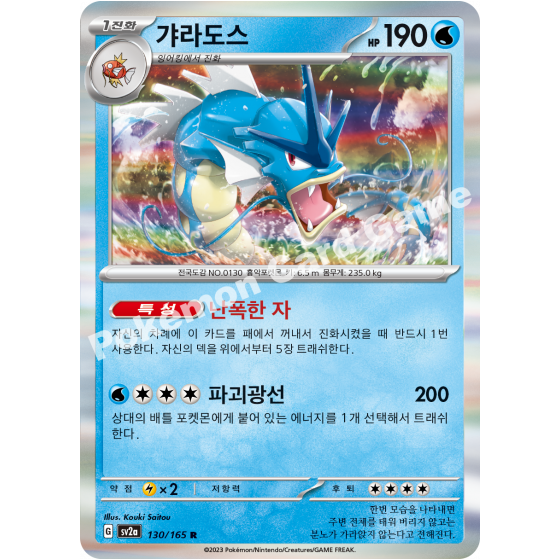 1진화
갸라도스
HP 190
잉어킹에서 진화
전국도감 NO.0130 흉악포켓몬 키: 6.5 m 몸무게: 235.0 kg
특성 난폭한 자
자신의 차례에 이 카드를 패에서 꺼내서 진화시켰을 때 반드시 1번
사용한다. 자신의 덱을 위에서부터 5장 트래쉬한다.
파괴광선 200
상대의 배틀 포켓몬에게 붙어 있는 에너지를 1개 선택해서 트래쉬
한다.
약점 ×2 저항력 후퇴
Illus. Kouki Saitou
G sv2a 130/165 R
한번 모습을 나타내면
주변 전체를 태워 버리지 않고는
분노가 가라앉지 않는다고 전해진다.
©2023 Pokémon/Nintendo/Creatures/GAME FREAK.
Pokémon Card Game